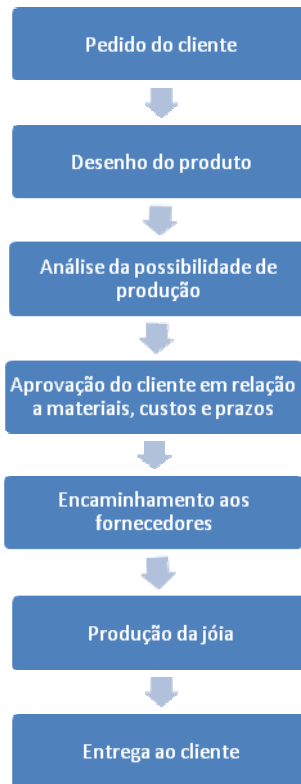 Pedido do cliente
Desenho do produto
Análise da possibilidade de
produção
Aprovação do cliente em relação
a materiais, custos e prazos
Encaminhamento aos
fornecedores
Produção da jóia
Entrega ao cliente